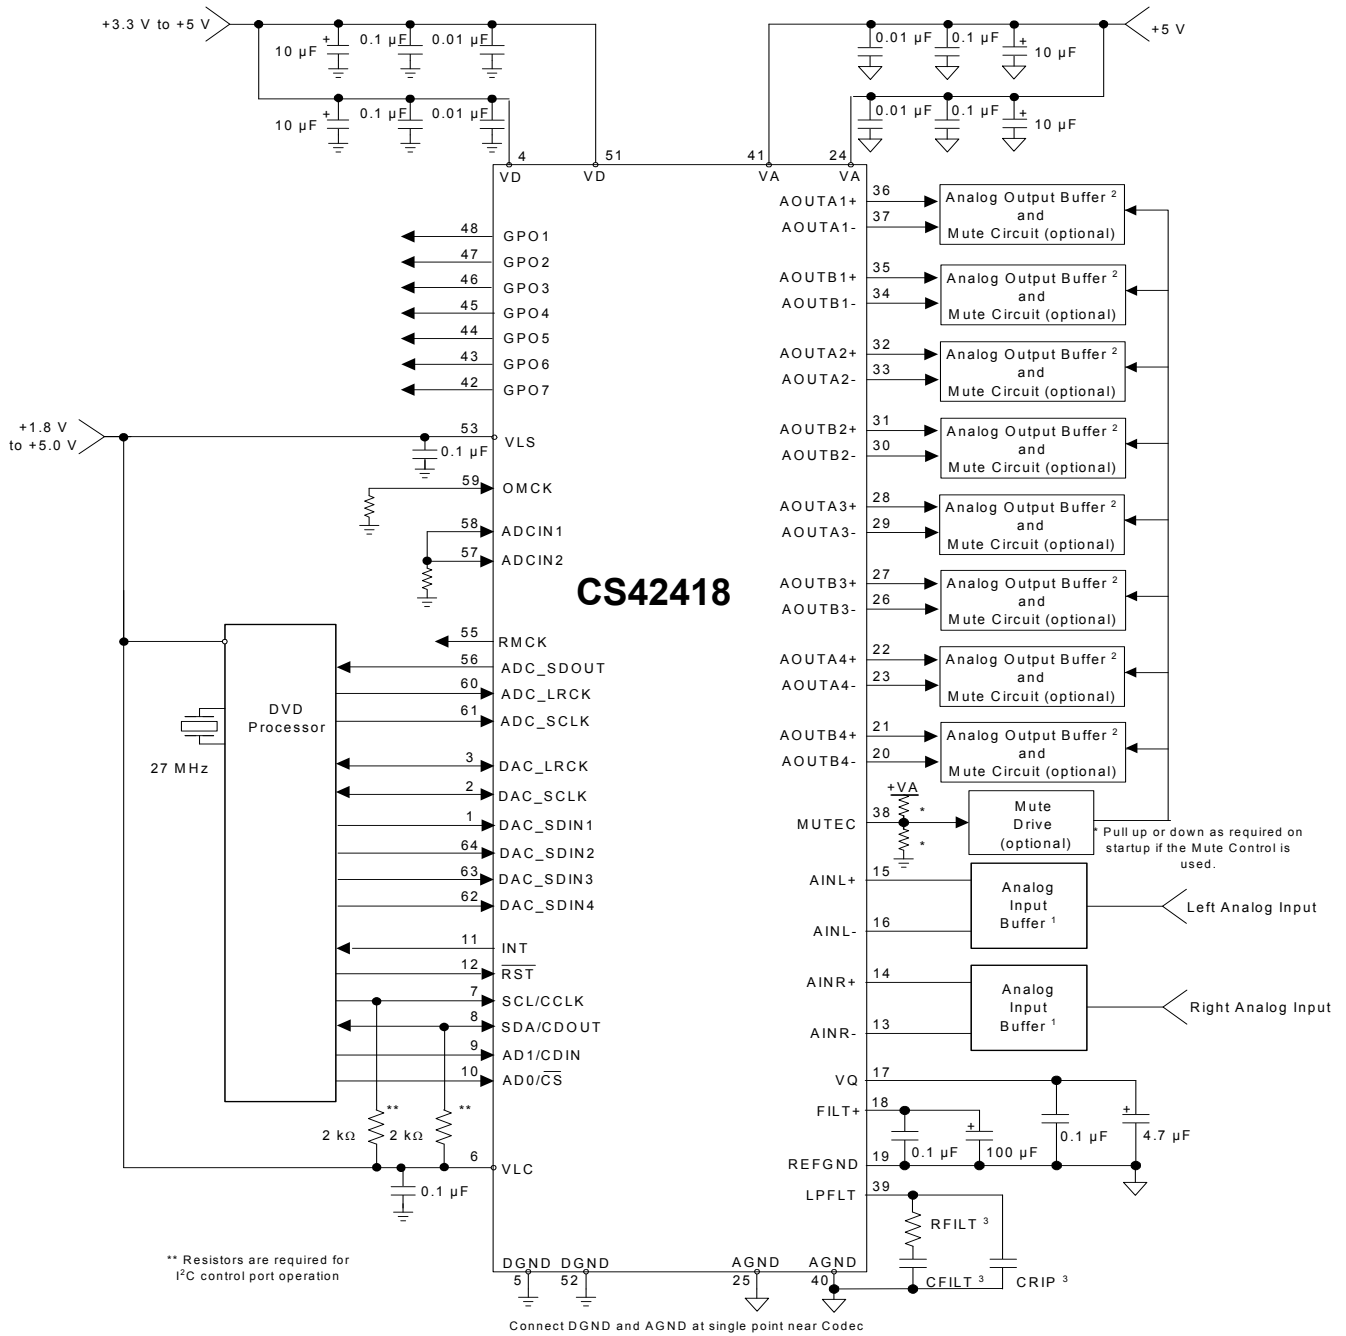 +3.3 V to +5 V
10 µF
+
0.1 µF
0.01 µF
0.01 µF
0.1 µF
+
10 µF
+5 V
10 µF
+
0.1 µF
0.01 µF
0.01 µF
0.1 µF
+
10 µF
4
VD
51
VD
41
VA
24
VA
48
GPO1
47
GPO2
46
GPO3
45
GPO4
44
GPO5
43
GPO6
42
GPO7
+1.8 V
to +5.0 V
53
VLS
0.1 µF
59
OMCK
58
ADCIN1
57
ADCIN2
CS42418
55
RMCK
56
ADC_SDOUT
60
ADC_LRCK
61
ADC_SCLK
3
DAC_LRCK
2
DAC_SCLK
1
DAC_SDIN1
64
DAC_SDIN2
63
DAC_SDIN3
62
DAC_SDIN4
11
INT
12
RST
7
SCL/CCLK
8
SDA/CDOUT
9
AD1/CDIN
10
AD0/CS
DVD
Processor
27 MHz
**
2 kΩ
**
2 kΩ
6
VLC
0.1 µF
** Resistors are required for
I²C control port operation
AOUTA1+
36
AOUTA1-
37
Analog Output Buffer ²
and
Mute Circuit (optional)
AOUTB1+
35
AOUTB1-
34
Analog Output Buffer ²
and
Mute Circuit (optional)
AOUTA2+
32
AOUTA2-
33
Analog Output Buffer ²
and
Mute Circuit (optional)
AOUTB2+
31
AOUTB2-
30
Analog Output Buffer ²
and
Mute Circuit (optional)
AOUTA3+
28
AOUTA3-
29
Analog Output Buffer ²
and
Mute Circuit (optional)
AOUTB3+
27
AOUTB3-
26
Analog Output Buffer ²
and
Mute Circuit (optional)
AOUTA4+
22
AOUTA4-
23
Analog Output Buffer ²
and
Mute Circuit (optional)
AOUTB4+
21
AOUTB4-
20
Analog Output Buffer ²
and
Mute Circuit (optional)
+VA
*
*
MUTEC
38
Mute
Drive
(optional)
* Pull up or down as required on
startup if the Mute Control is
used.
AINL+
15
AINL-
16
Analog
Input
Buffer ¹
Left Analog Input
AINR+
14
AINR-
13
Analog
Input
Buffer ¹
Right Analog Input
VQ
17
FILT+
18
0.1 µF
+
100 µF
0.1 µF
+
4.7 µF
REFGND
19
LPFLT
39
RFILT ³
CFILT ³
CRIP ³
DGND
5
DGND
52
AGND
25
AGND
40
Connect DGND and AGND at single point near Codec